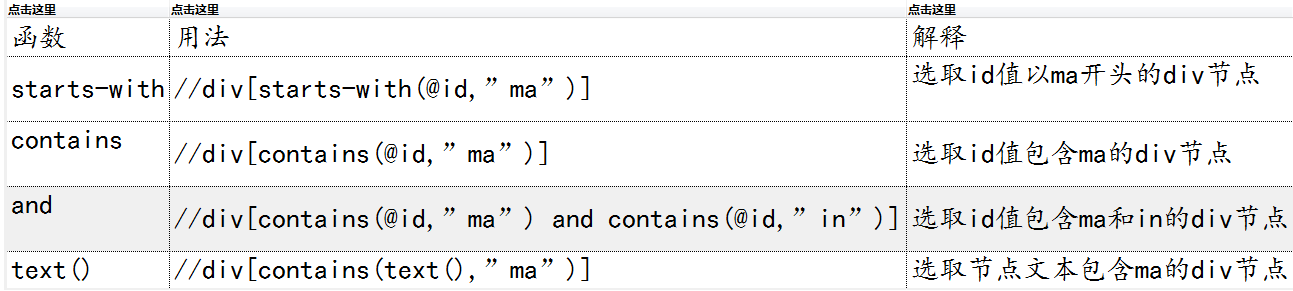 点击这里 点击这里 点击这里
函数 用法 解释
starts-with //div[starts-with(@id,”ma”)] 选取id值以ma开头的div节点
contains //div[contains(@id,”ma”)] 选取id值包含ma的div节点
and //div[contains(@id,”ma”) and contains(@id,”in”)] 选取id值包含ma和in的div节点
text() //div[contains(text(),”ma”)] 选取节点文本包含ma的div节点